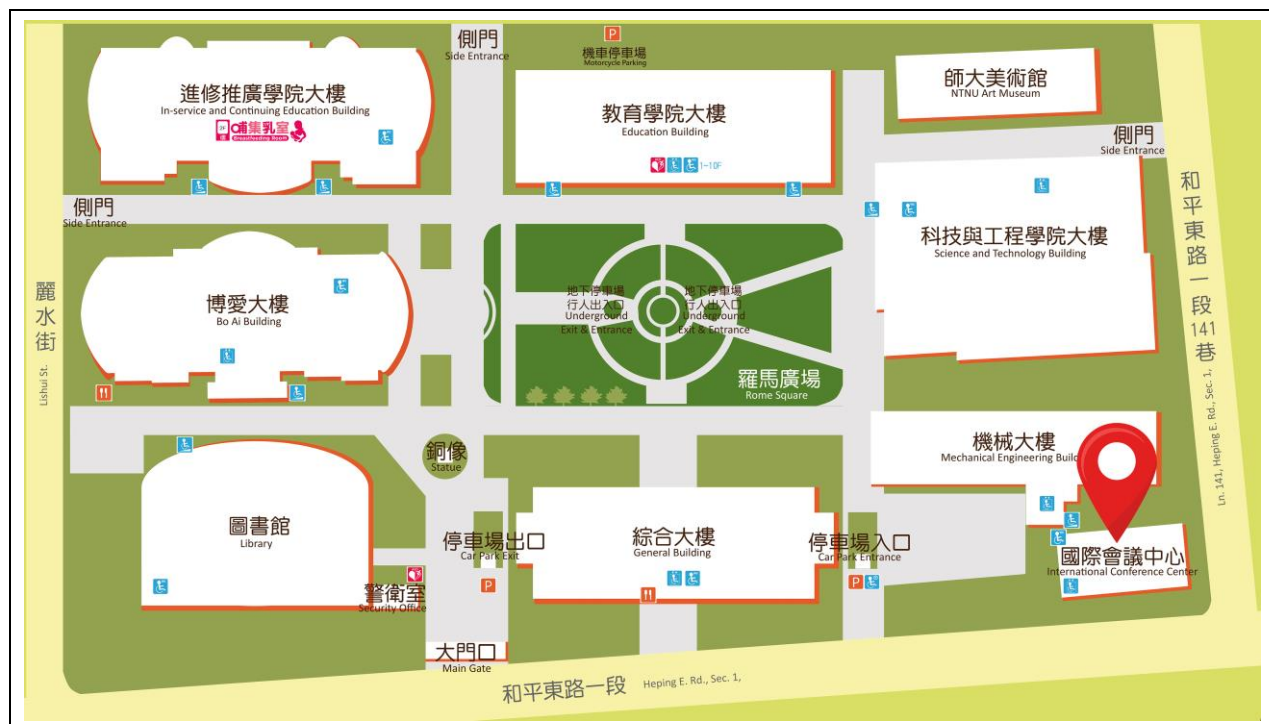 側門
Side Entrance
P
機車停車場
Motorcycle Parking
師大美術館
NTNU Art Museum
進修推廣學院大樓
In-service and Continuing Education Building
哺集乳室
Breastfeeding Room
教育學院大樓
Education Building
1~10F
側門
Side Entrance
側門
Side Entrance
科技與工程學院大樓
Science and Technology Building
和平東路一段141巷
Ln. 141, Heping E. Rd., Sec. 1,
麗水街
Lishui St.
博愛大樓
Bo Ai Building
地下停車場
行人出入口
Underground
Exit & Entrance
地下停車場
行人出入口
Underground
Exit & Entrance
羅馬廣場
Rome Square
銅像
Statue
機械大樓
Mechanical Engineering
圖書館
Library
停車場出口
Car Park Exit
P
綜合大樓
General Building
停車場入口
Car Park Entrance
P
國際會議中心
International Conference Center
警衛室
Security Office
大門口
Main Gate
和平東路一段
Heping E. Rd., Sec. 1,